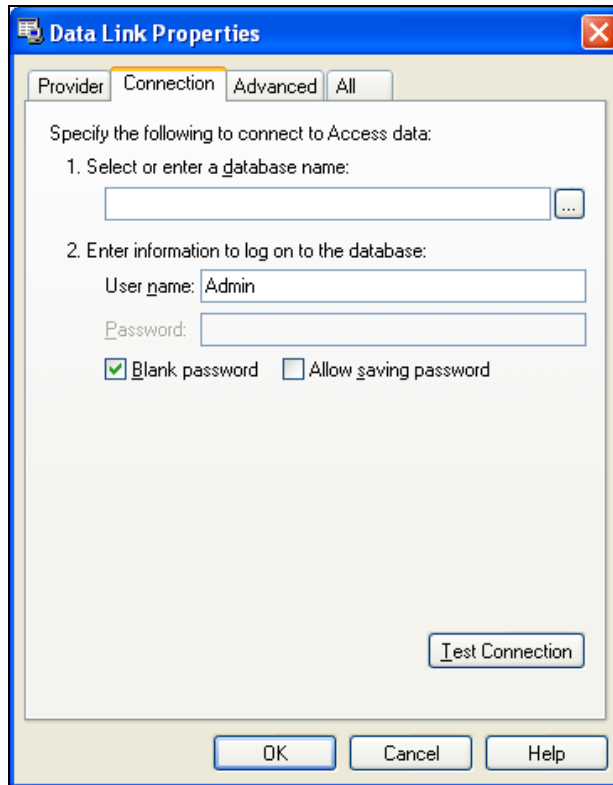 Data Link Properties
Provider Connection Advanced All
Specify the following to connect to Access data:
1. Select or enter a database name:
...
2. Enter information to log on to the database:
User name: Admin
Password:
Blank password Allow saving password
Test Connection
OK Cancel Help